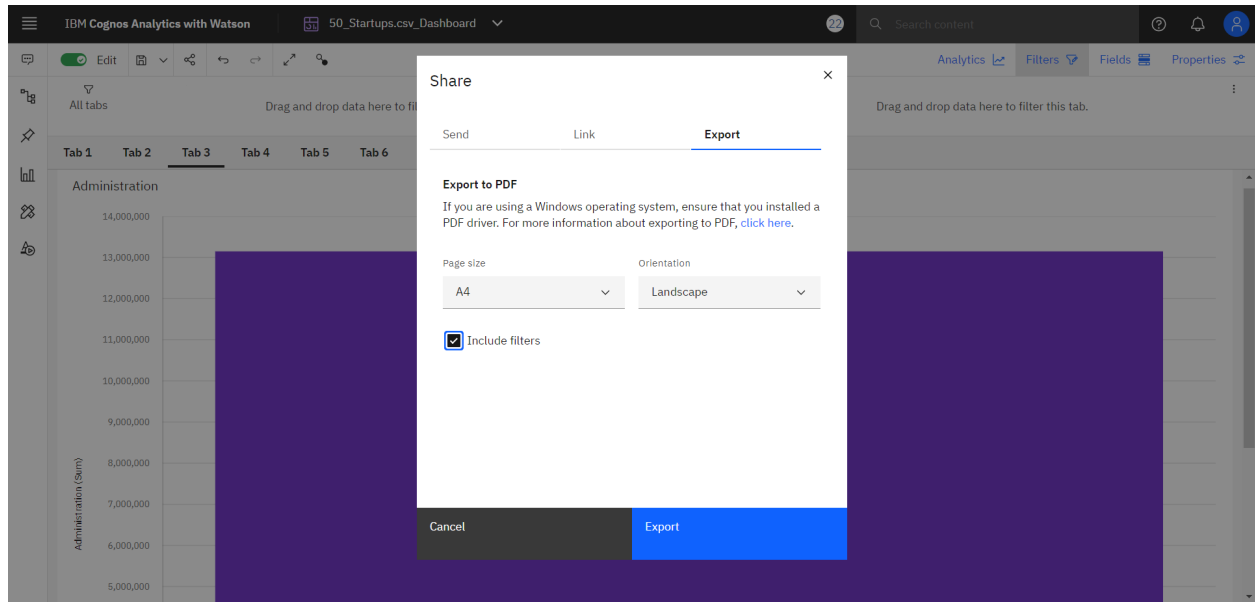 IBM Cognos Analytics with Watson
50_Startups.csv_Dashboard
22
Search content
Edit
Analytics
Filters
Fields
Properties
All tabs
Drag and drop data here to fil
Drag and drop data here to filter this tab.
Tab 1 Tab 2 Tab 3 Tab 4 Tab 5 Tab 6
Administration
14,000,000
13,000,000
12,000,000
11,000,000
10,000,000
9,000,000
8,000,000
7,000,000
6,000,000
5,000,000
Administration (Sum)
Share
Send Link Export
Export to PDF
If you are using a Windows operating system, ensure that you installed a
PDF driver. For more information about exporting to PDF, click here.
Page size Orientation
A4 Landscape
Include filters
Cancel Export